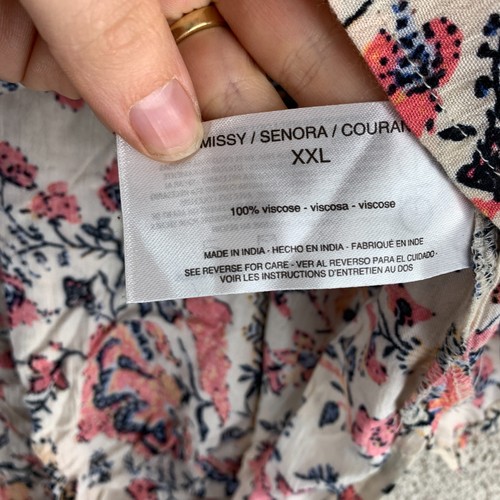 MISSY / SENORA / COURAN
XXL
100% viscose - viscosa - viscose
MADE IN INDIA - HECHO EN INDIA - FABRIQUÉ EN INDE
SEE REVERSE FOR CARE - VER AL REVERSO PARA EL CUIDADO -
VOIR LES INSTRUCTIONS D'ENTRETIEN AU DOS